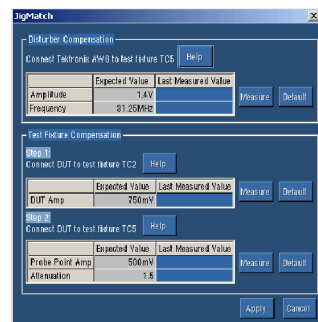 JigMatch
Disturber Compensation
Connect Tektronix AWG to test fixture TC5 Help
Expected Value Last Measured Value
Amplitude 1.4V
Frequency 31.25MHz
Measure Default
Test Fixture Compensation
Step 1:
Connect DUT to test fixture TC2 Help
Expected Value Last Measured Value
DUT Amp 750mV
Measure Default
Step 2:
Connect DUT to test fixture TC5 Help
Expected Value Last Measured Value
Probe Point Amp 500mV
Attenuation 1.5
Measure Default
Apply Cancel